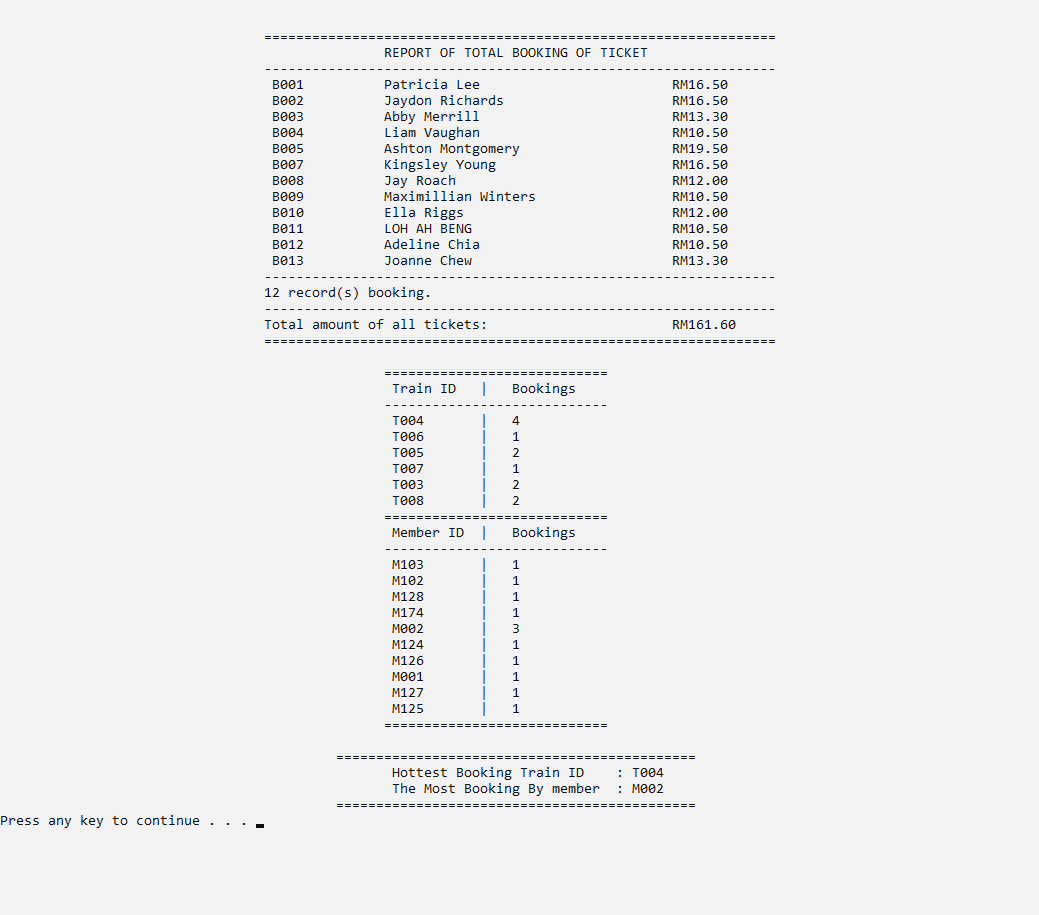 ================================================================
REPORT OF TOTAL BOOKING OF TICKET
----------------------------------------------------------------
B001          Patricia Lee                        RM16.50
B002          Jaydon Richards                     RM16.50
B003          Abby Merrill                        RM13.30
B004          Liam Vaughan                        RM10.50
B005          Ashton Montgomery                   RM19.50
B007          Kingsley Young                      RM16.50
B008          Jay Roach                           RM12.00
B009          Maximillian Winters                 RM10.50
B010          Ella Riggs                          RM12.00
B011          LOH AH BENG                         RM10.50
B012          Adeline Chia                        RM10.50
B013          Joanne Chew                         RM13.30
----------------------------------------------------------------
12 record(s) booking.
----------------------------------------------------------------
Total amount of all tickets:                       RM161.60
================================================================
============================
Train ID   |   Bookings
----------------------------
T004       |   4
T006       |   1
T005       |   2
T007       |   1
T003       |   2
T008       |   2
============================
Member ID  |   Bookings
----------------------------
M103       |   1
M102       |   1
M128       |   1
M174       |   1
M002       |   3
M124       |   1
M126       |   1
M001       |   1
M127       |   1
M125       |   1
============================
=============================================
Hottest Booking Train ID    : T004
The Most Booking By member  : M002
=============================================
Press any key to continue . . .